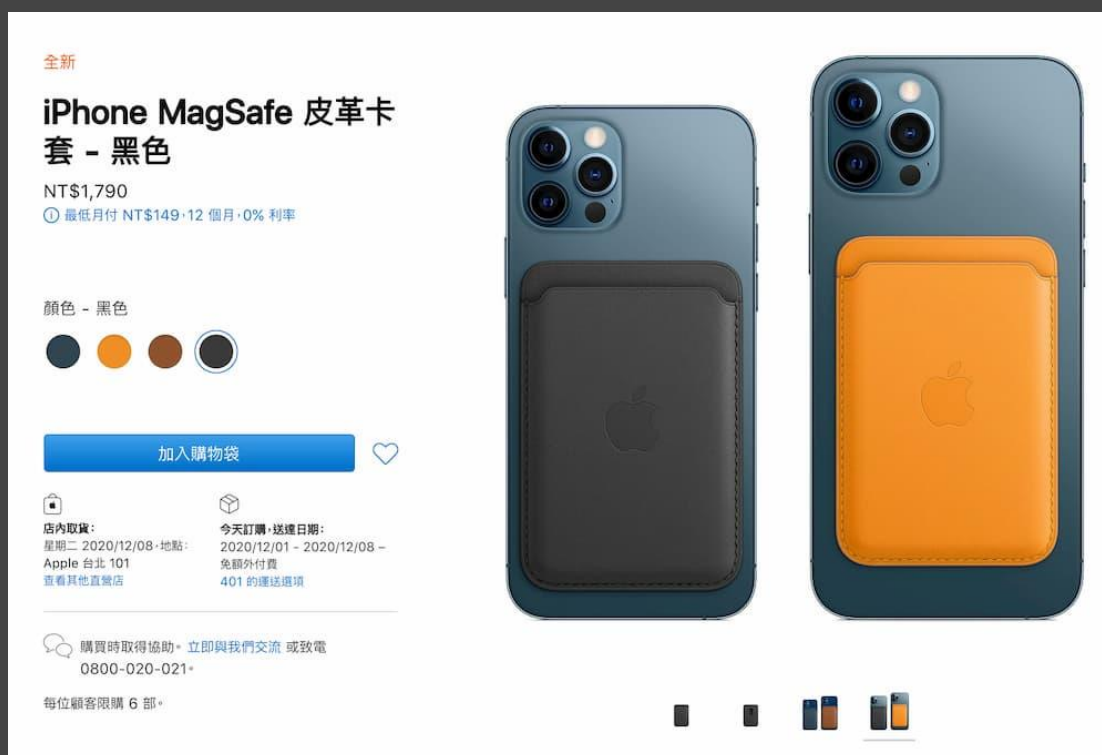 全新
iPhone MagSafe 皮革卡
套 - 黑色
NT$1,790
最低月付 NT$149，12 個月，0% 利率
顏色 - 黑色
加入購物袋
店內取貨：
星期二 2020/12/08，地點：
Apple 台北 101
查看其他直營店
今天訂購，送達日期：
2020/12/01 - 2020/12/08 –
免額外付費
401 的運送選項
購買時取得協助。立即與我們交流 或致電
0800-020-021。
每位顧客限購 6 部。